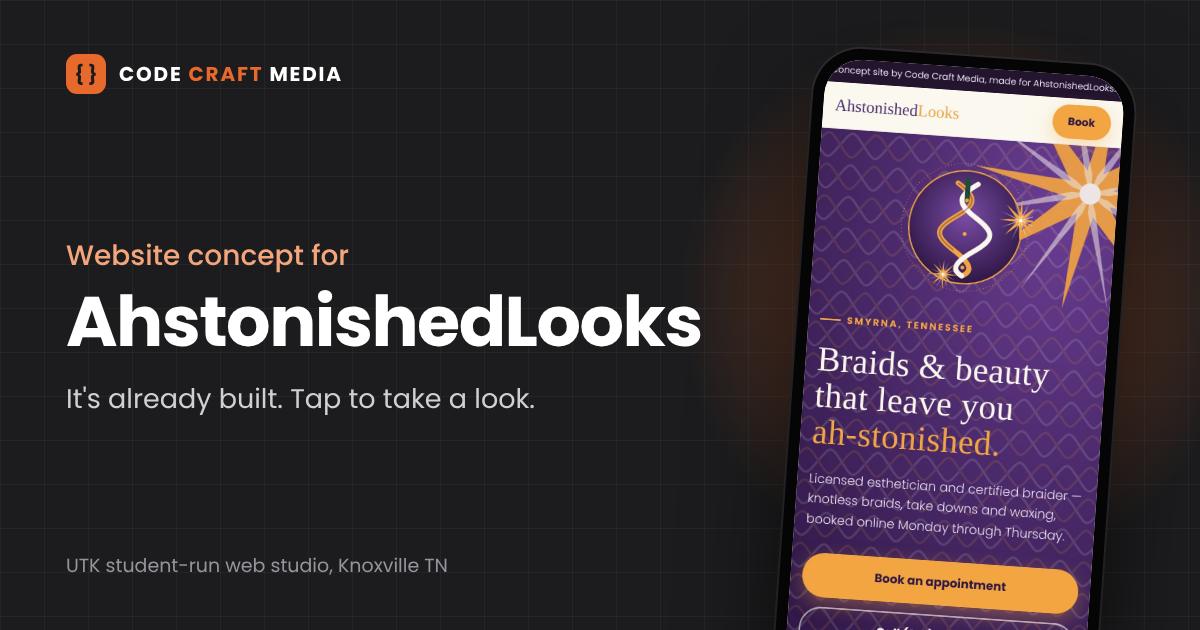 { } CODE CRAFT MEDIA
Website concept for
AhstonishedLooks
It's already built. Tap to take a look.
UTK student-run web studio, Knoxville TN
concept site by Code Craft Media, made for AhstonishedLooks.
AhstonishedLooks
Book
SMYRNA, TENNESSEE
Braids & beauty
that leave you
ah-stonished.
Licensed esthetician and certified braider —
knotless braids, take downs and waxing,
booked online Monday through Thursday.
Book an appointment